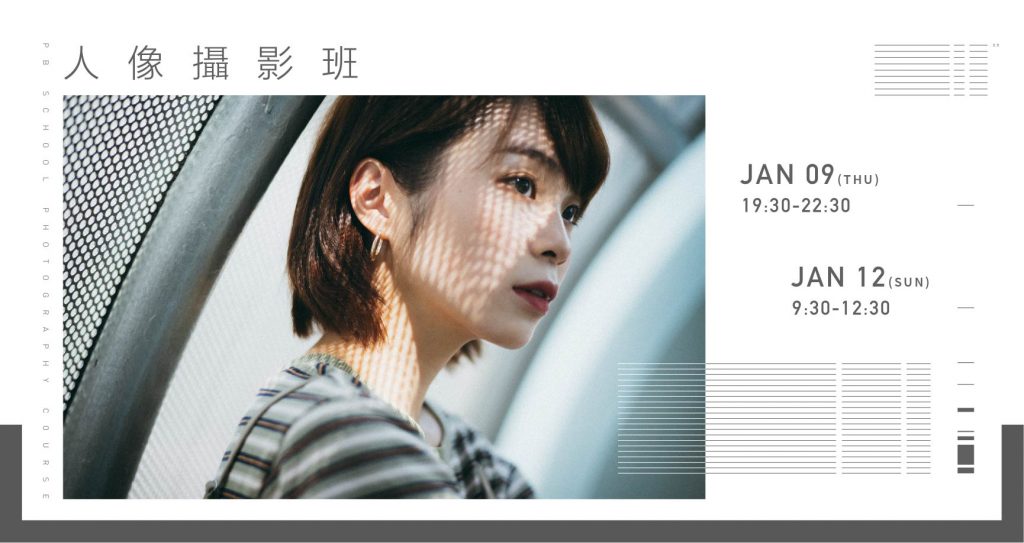 人像攝影班
PB SCHOOL PHOTOGRAPHY COURSE
JAN 09(THU)
19:30-22:30
JAN 12(SUN)
9:30-12:30